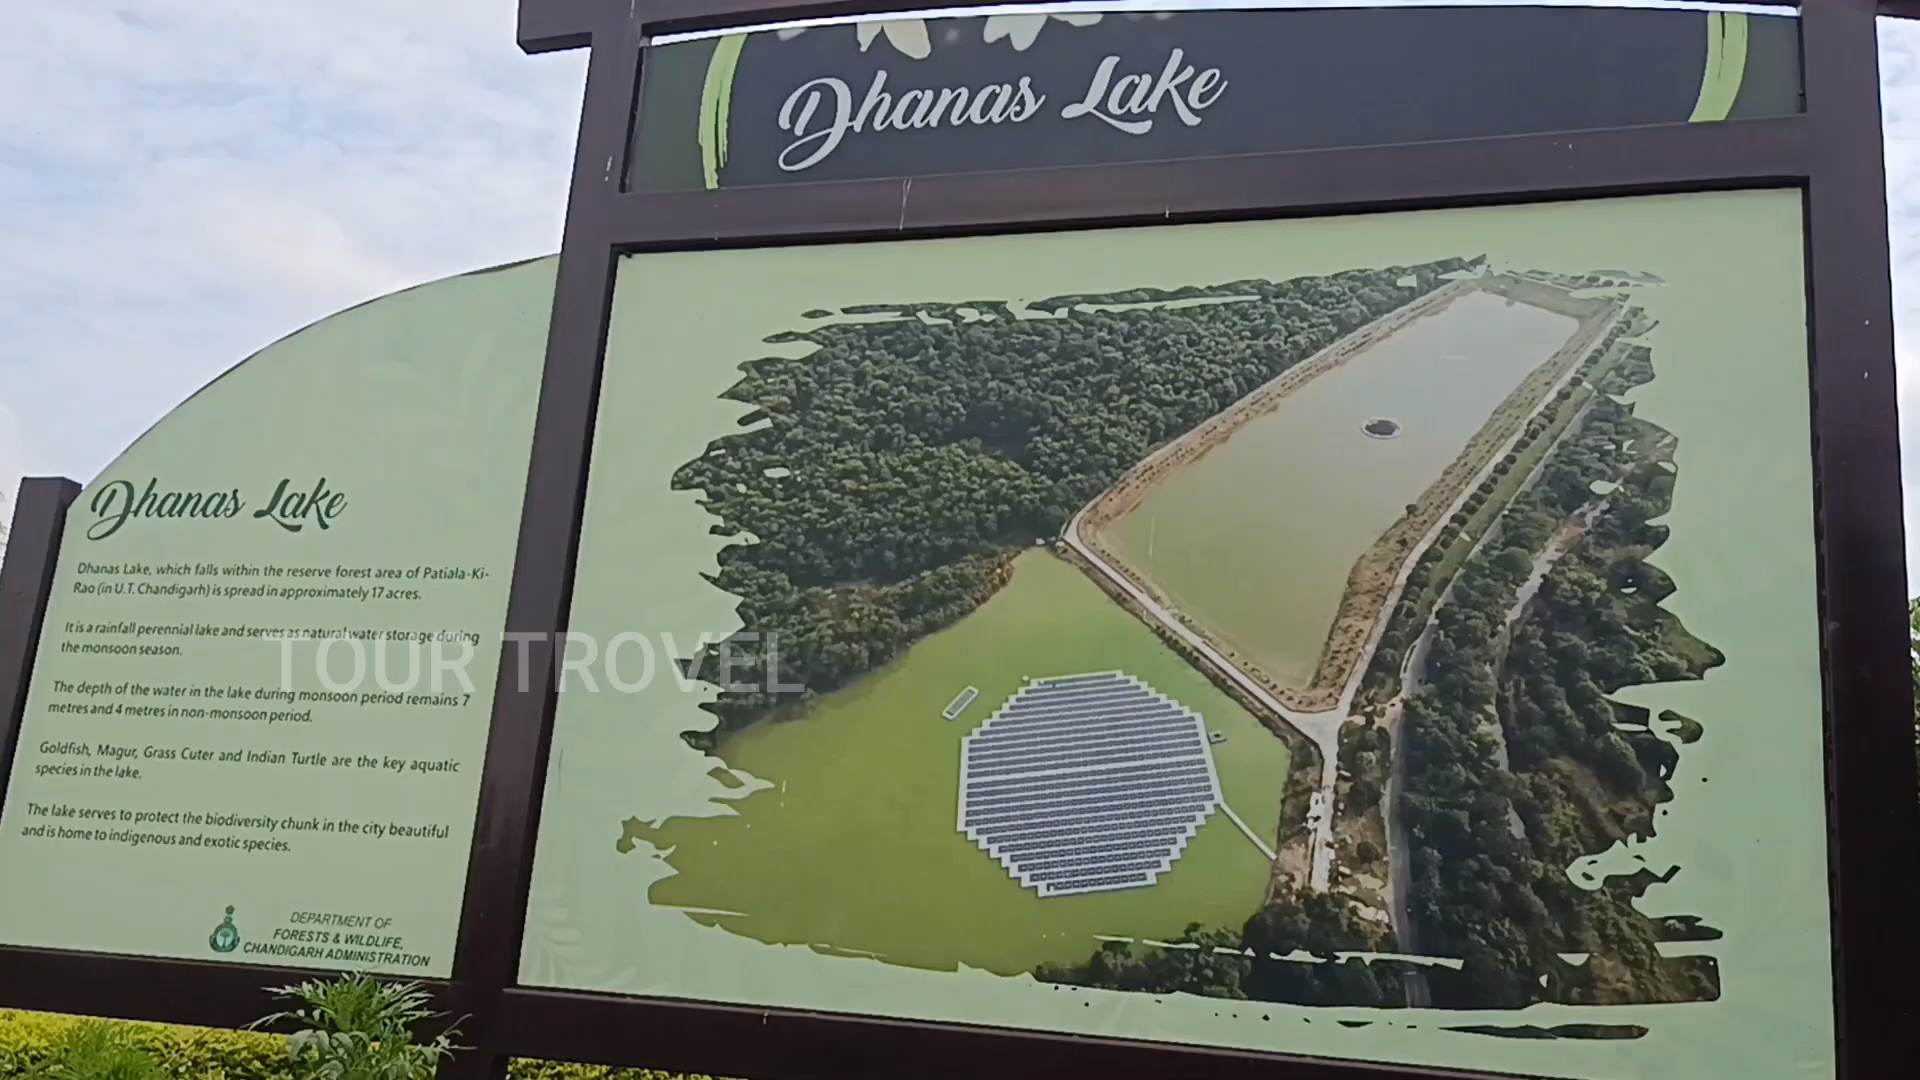 Dhanas Lake
Dhanas Lake
Dhanas Lake, which falls within the reserve forest area of Patiala-Ki-
Rao (in U.T. Chandigarh) is spread in approximately 17 acres.
It is a rainfall perennial lake and serves as natural water storage during
the monsoon season.
The depth of the water in the lake during monsoon period remains 7
metres and 4 metres in non-monsoon period.
Goldfish, Magur, Grass Cuter and Indian Turtle are the key aquatic
species in the lake.
The lake serves to protect the biodiversity chunk in the city beautiful
and is home to indigenous and exotic species.
DEPARTMENT OF
FORESTS & WILDLIFE,
CHANDIGARH ADMINISTRATION
TOUR TROVEL